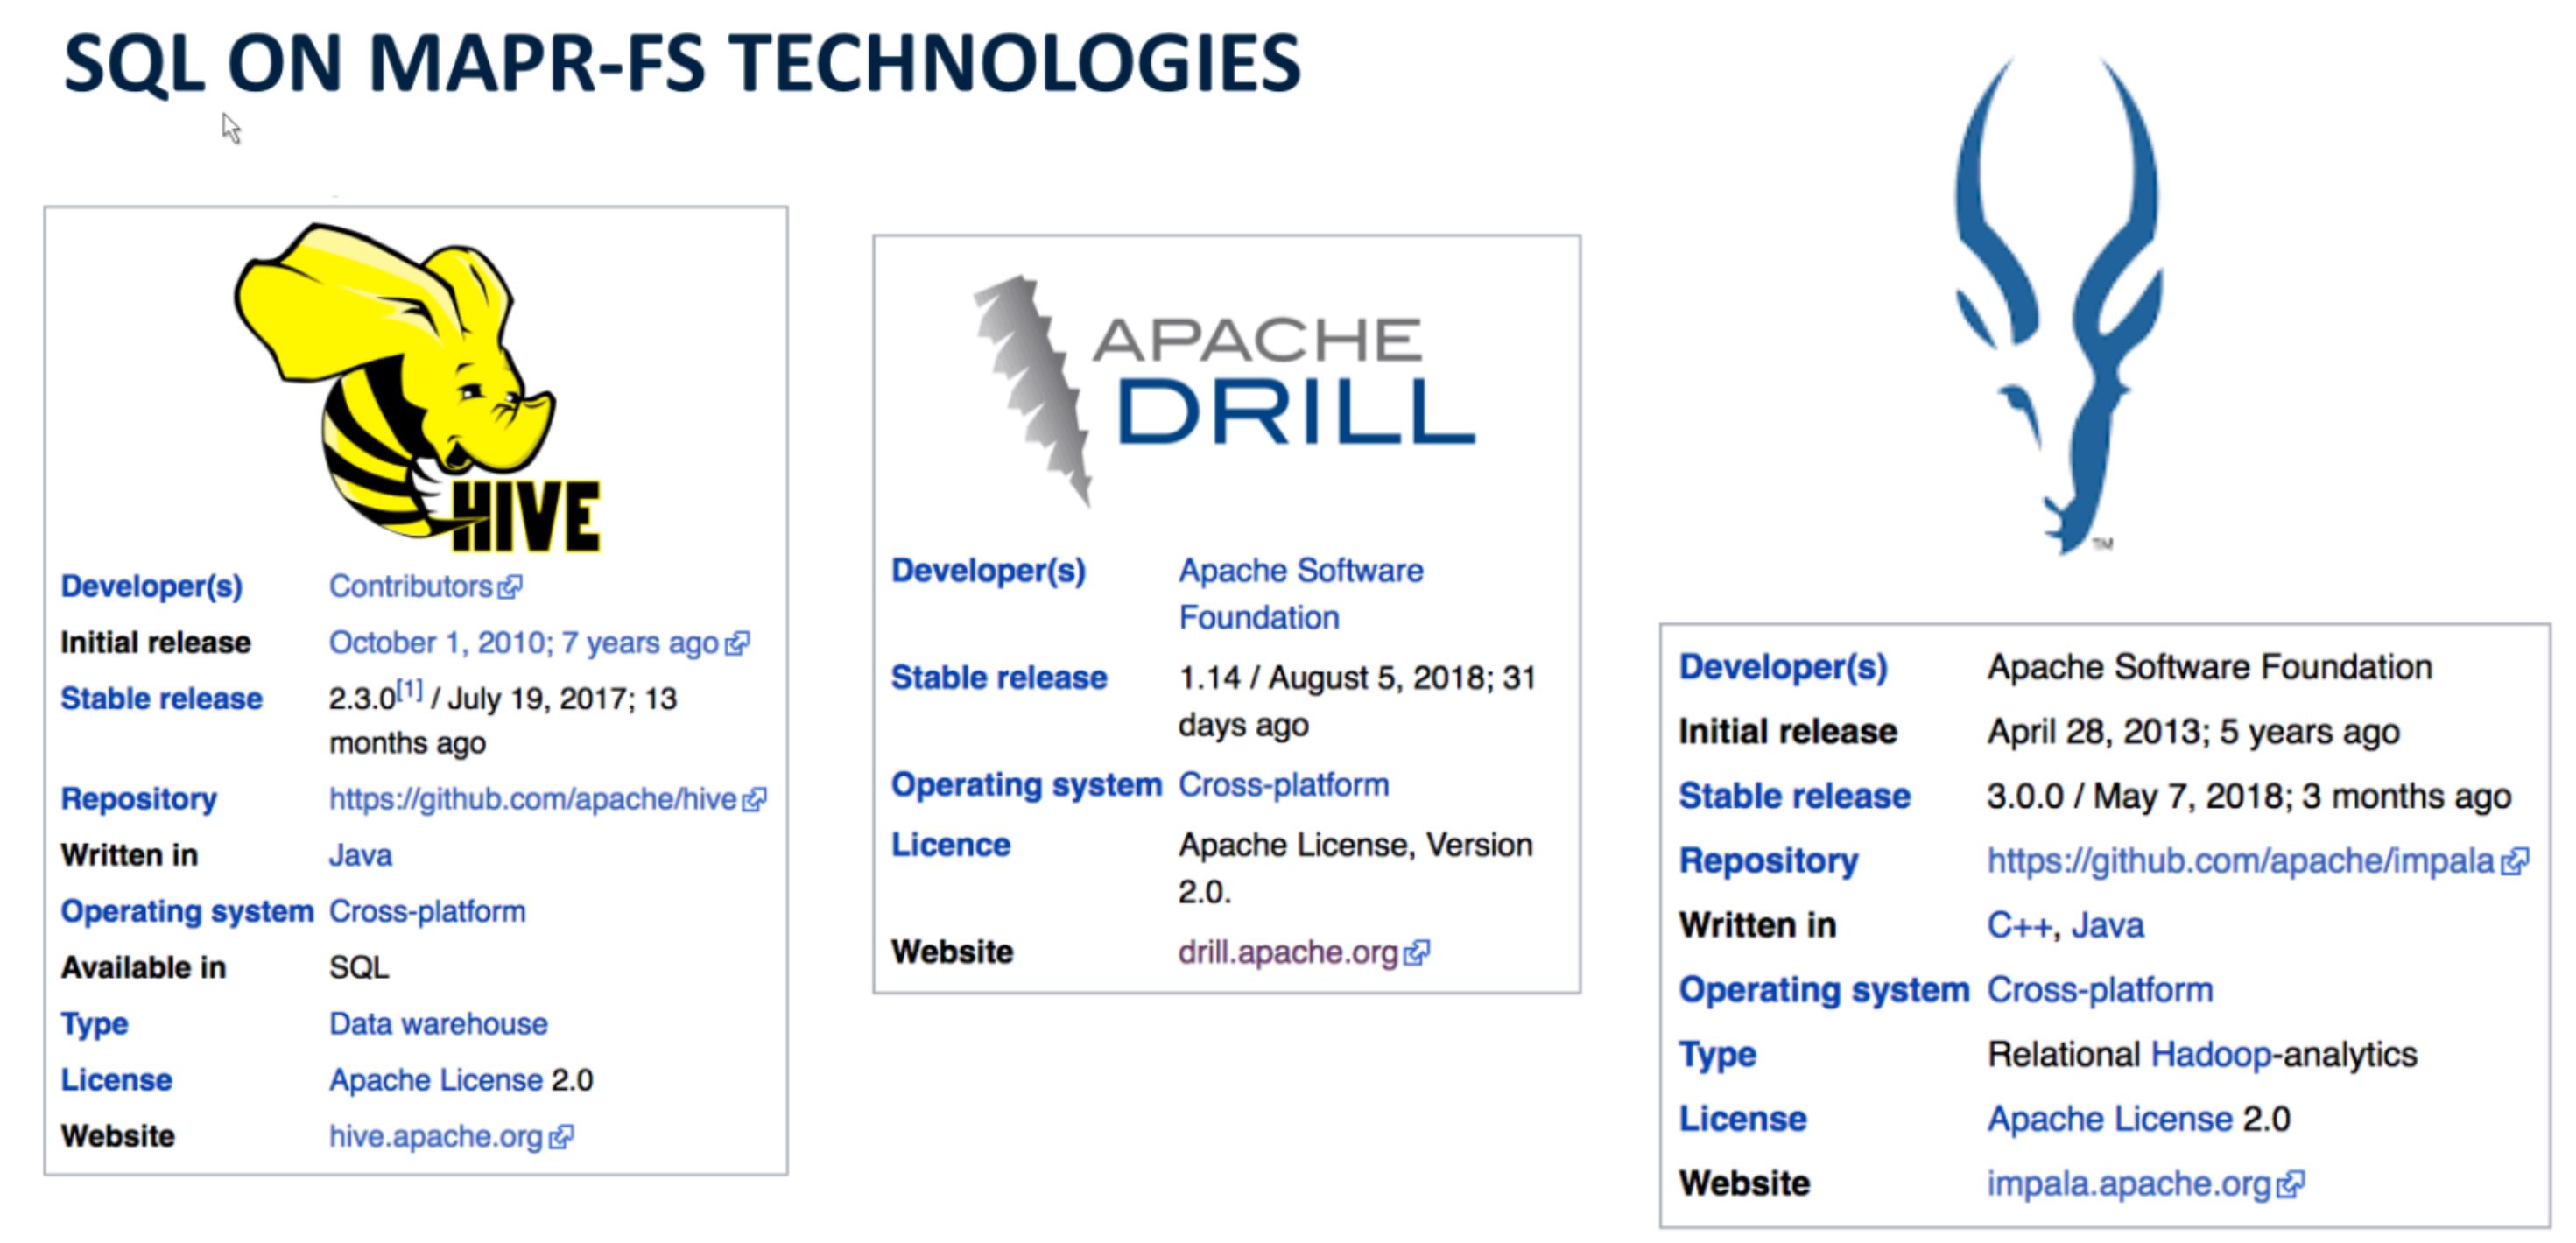 SQL ON MAPR-FS TECHNOLOGIES
HIVE
Developer(s) Contributors
Initial release October 1, 2010; 7 years ago
Stable release 2.3.0[1] / July 19, 2017; 13
months ago
Repository https://github.com/apache/hive
Written in Java
Operating system Cross-platform
Available in SQL
Type Data warehouse
License Apache License 2.0
Website hive.apache.org
APACHE
DRILL
Developer(s) Apache Software
Foundation
Stable release 1.14 / August 5, 2018; 31
days ago
Operating system Cross-platform
Licence Apache License, Version
2.0.
Website drill.apache.org
TM
Developer(s) Apache Software Foundation
Initial release April 28, 2013; 5 years ago
Stable release 3.0.0 / May 7, 2018; 3 months ago
Repository https://github.com/apache/impala
Written in C++, Java
Operating system Cross-platform
Type Relational Hadoop-analytics
License Apache License 2.0
Website impala.apache.org